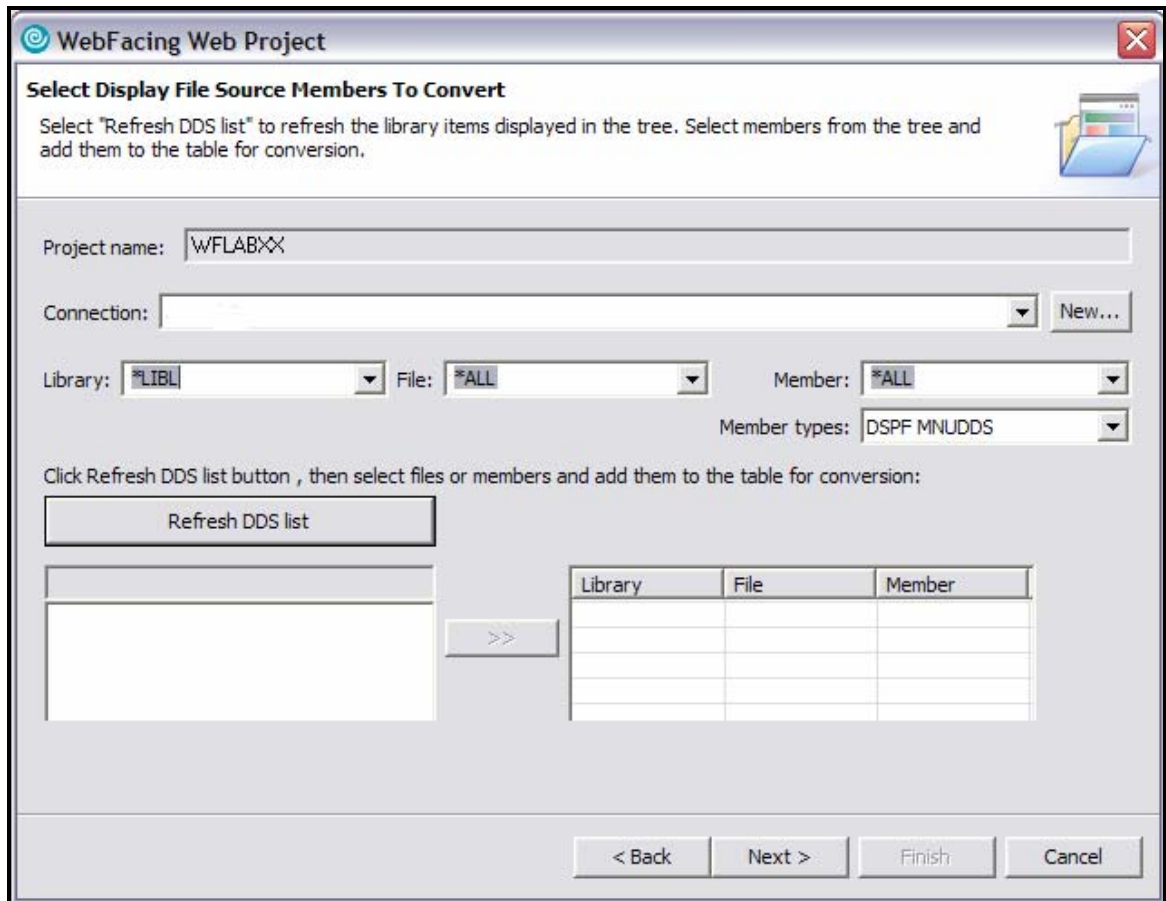 WebFacing Web Project
Select Display File Source Members To Convert
Select "Refresh DDS list" to refresh the library items displayed in the tree. Select members from the tree and
add them to the table for conversion.
Project name: WFLABXX
Connection: New...
Library: *LIBL File: *ALL Member: *ALL
Member types: DSPF MNUDDS
Click Refresh DDS list button , then select files or members and add them to the table for conversion:
Refresh DDS list
Library File Member
>>
< Back Next > Finish Cancel